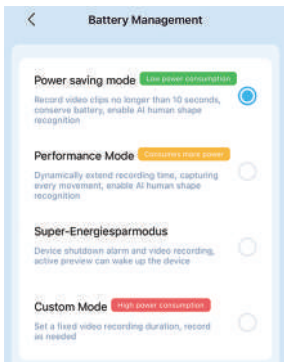 Battery Management
Power saving mode Low power consumption
Record video clips no longer than 10 seconds,
conserve battery, enable AI human shape
recognition
Performance Mode Consumes more power
Dynamically extend recording time, capturing
every movement, enable AI human shape
recognition
Super-Energiesparmodus
Device shutdown alarm and video recording,
active preview can wake up the device
Custom Mode High power consumption
Set a fixed video recording duration, record
as needed